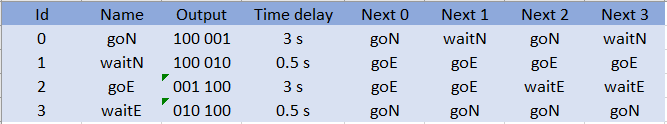 Id Name Output Time delay Next 0 Next 1 Next 2 Next 3
0 goN 100 001 3 s goN waitN goN waitN
1 waitN 100 010 0.5 s goE goE goE goE
2 goE 001 100 3 s goE goE waitE waitE
3 waitE 010 100 0.5 s goN goN goN goN